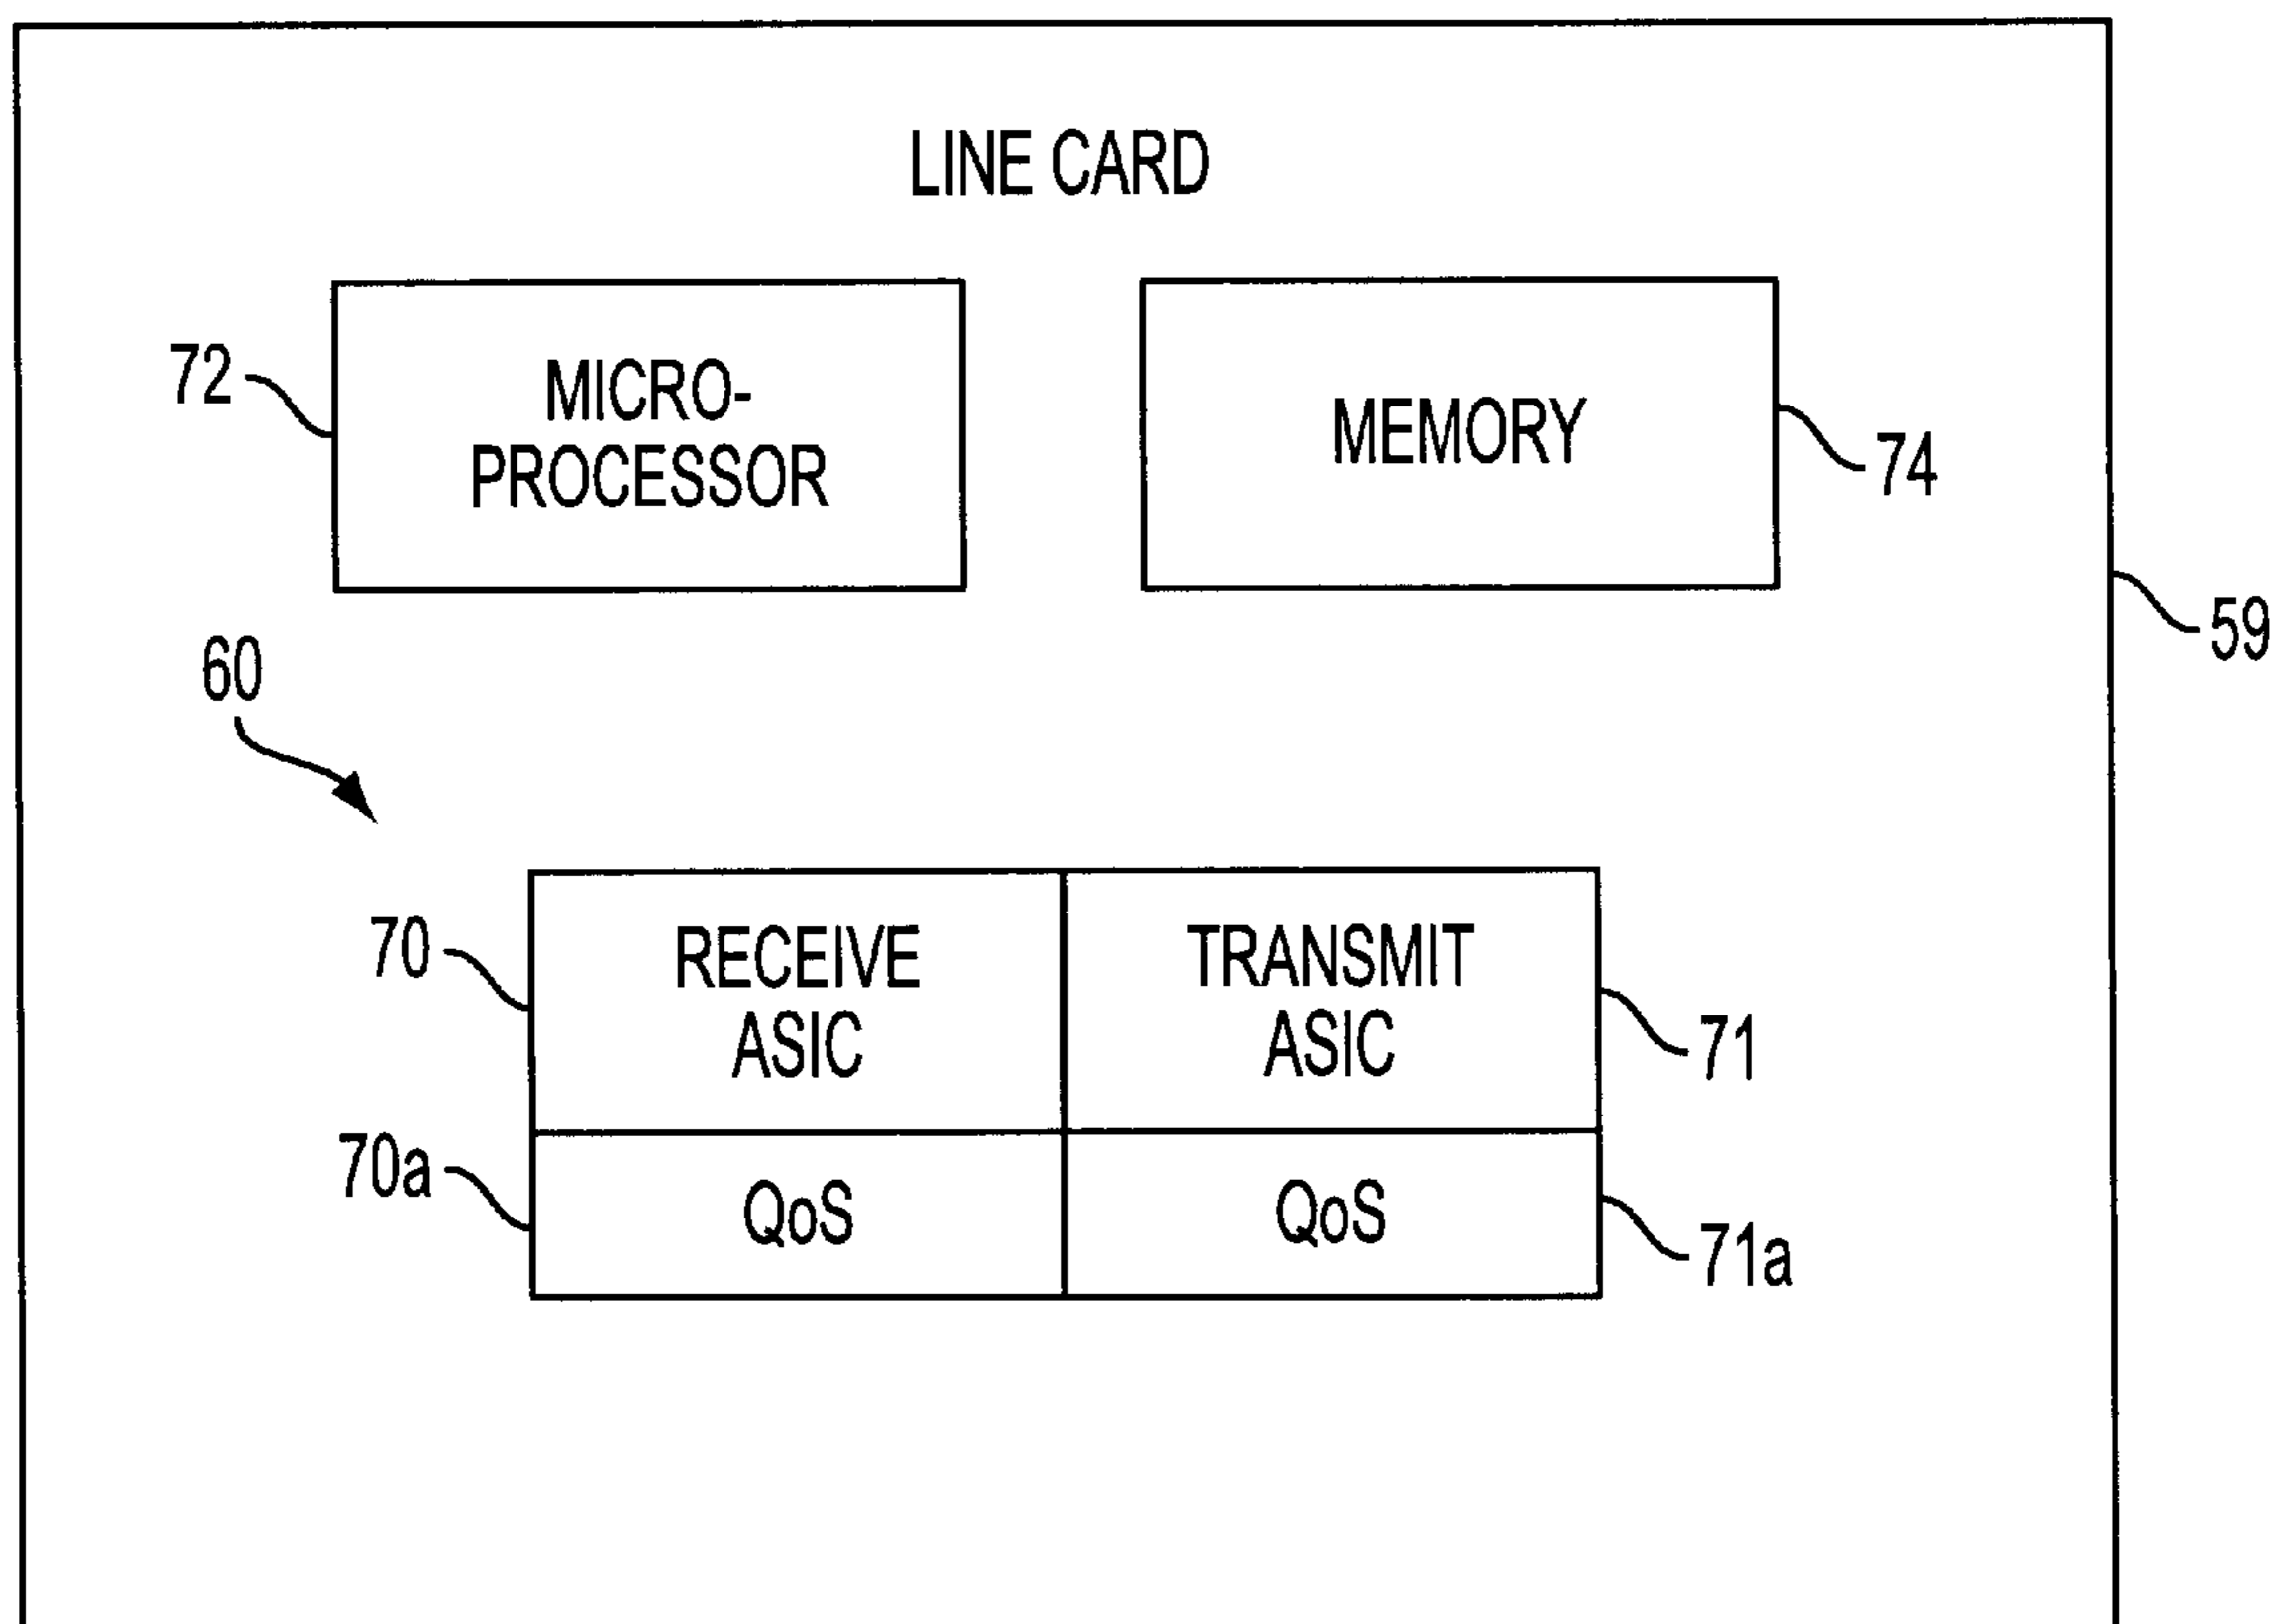 LINE CARD
72
MICRO-
PROCESSOR
MEMORY
74
59
60
70
RECEIVE
ASIC
TRANSMIT
ASIC
71
70a
QoS
QoS
71a